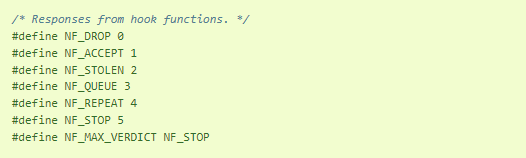 /* Responses from hook functions. */
#define NF_DROP 0
#define NF_ACCEPT 1
#define NF_STOLEN 2
#define NF_QUEUE 3
#define NF_REPEAT 4
#define NF_STOP 5
#define NF_MAX_VERDICT NF_STOP